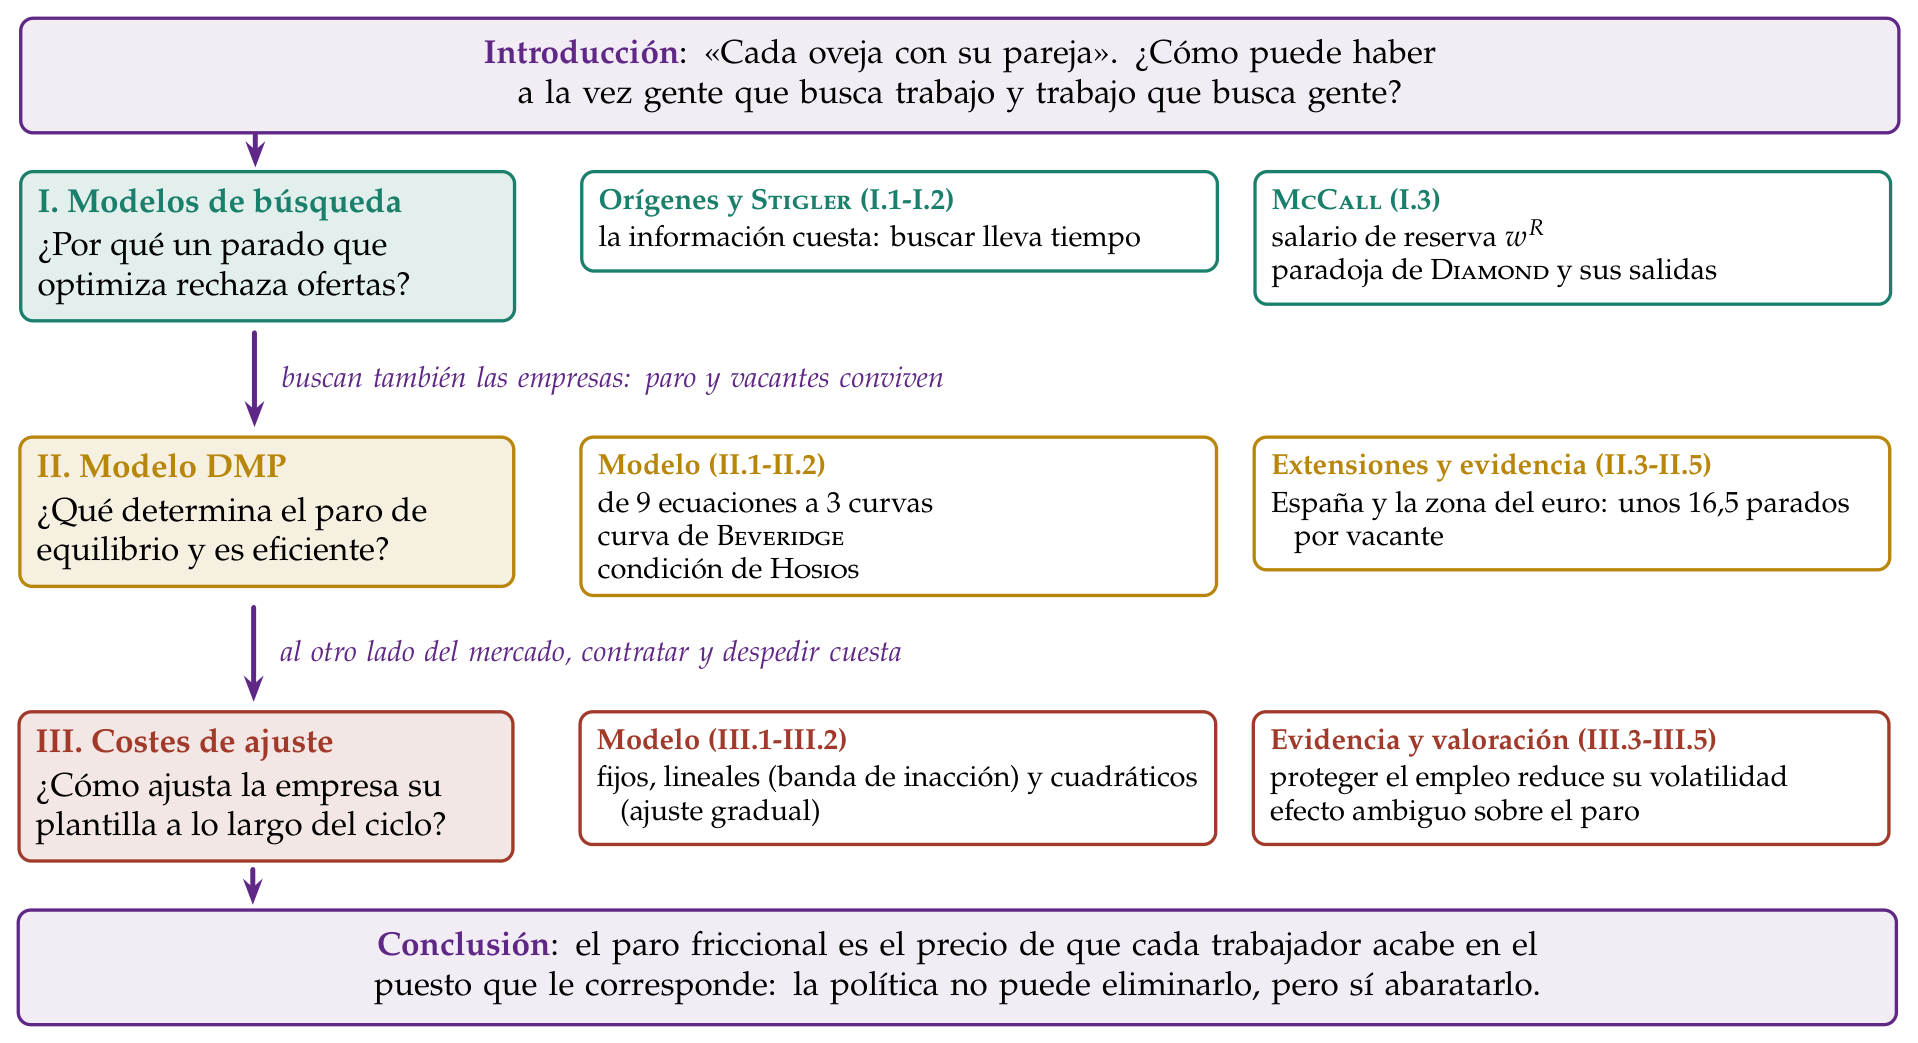 Introducción: «Cada oveja con su pareja». ¿Cómo puede haber
a la vez gente que busca trabajo y trabajo que busca gente?
I. Modelos de búsqueda
¿Por qué un parado que
optimiza rechaza ofertas?
Orígenes y Stigler (I.1-I.2)
la información cuesta: buscar lleva tiempo
McCall (I.3)
salario de reserva w^R
paradoja de Diamond y sus salidas
buscan también las empresas: paro y vacantes conviven
II. Modelo DMP
¿Qué determina el paro de
equilibrio y es eficiente?
Modelo (II.1-II.2)
de 9 ecuaciones a 3 curvas
curva de Beveridge
condición de Hosios
Extensiones y evidencia (II.3-II.5)
España y la zona del euro: unos 16,5 parados
por vacante
al otro lado del mercado, contratar y despedir cuesta
III. Costes de ajuste
¿Cómo ajusta la empresa su
plantilla a lo largo del ciclo?
Modelo (III.1-III.2)
fijos, lineales (banda de inacción) y cuadráticos
(ajuste gradual)
Evidencia y valoración (III.3-III.5)
proteger el empleo reduce su volatilidad
efecto ambiguo sobre el paro
Conclusión: el paro friccional es el precio de que cada trabajador acabe en el
puesto que le corresponde: la política no puede eliminarlo, pero sí abaratarlo.